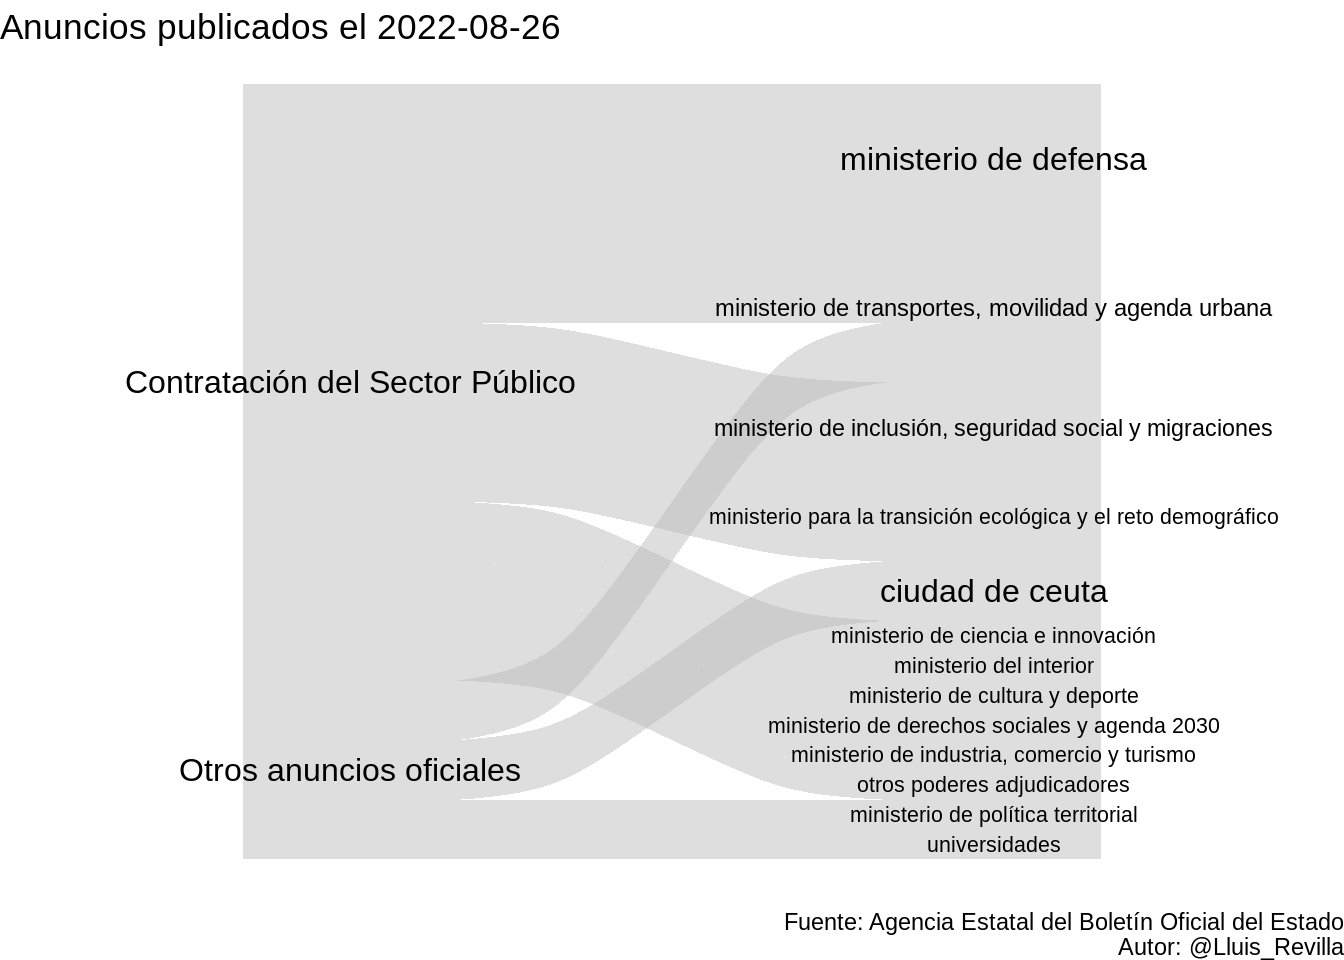 Anuncios publicados el 2022-08-26
ministerio de defensa
ministerio de transportes, movilidad y agenda urbana
Contratación del Sector Público
ministerio de inclusión, seguridad social y migraciones
ministerio para la transición ecológica y el reto demográfico
ciudad de ceuta
ministerio de ciencia e innovación
ministerio del interior
ministerio de cultura y deporte
ministerio de derechos sociales y agenda 2030
ministerio de industria, comercio y turismo
Otros anuncios oficiales
otros poderes adjudicadores
ministerio de política territorial
universidades
Fuente: Agencia Estatal del Boletín Oficial del Estado
Autor: @Lluis_Revilla